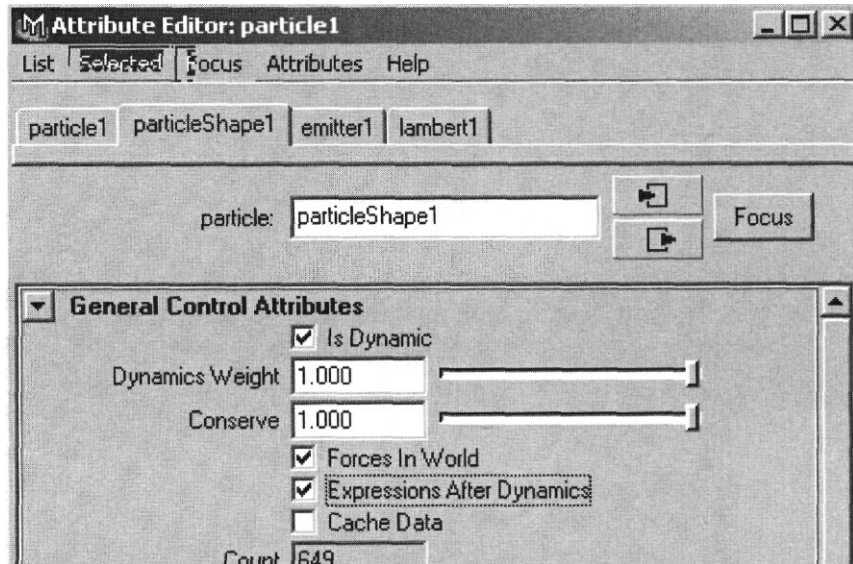 Attribute Editor: particle1
List Selected Focus Attributes Help
particle1 particleShape1 emitter1 lambert1
particle: particleShape1 Focus
General Control Attributes
Is Dynamic
Dynamics Weight 1.000
Conserve 1.000
Forces In World
Expressions After Dynamics
Cache Data
Count 649